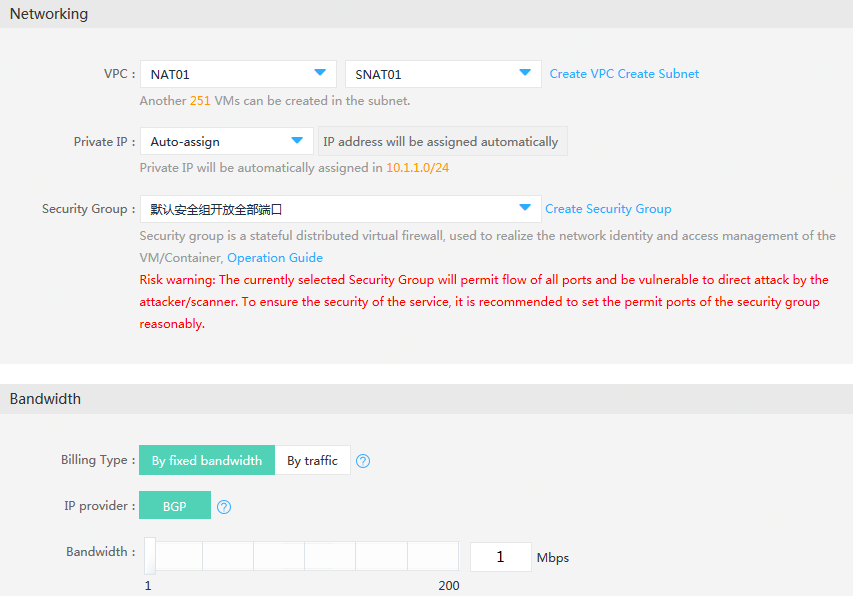 Networking
VPC : NAT01 SNAT01 Create VPC Create Subnet
Another 251 VMs can be created in the subnet.
Private IP : Auto-assign IP address will be assigned automatically
Private IP will be automatically assigned in 10.1.1.0/24
Security Group : 默认安全组开放全部端口 Create Security Group
Security group is a stateful distributed virtual firewall, used to realize the network identity and access management of the
VM/Container, Operation Guide
Risk warning: The currently selected Security Group will permit flow of all ports and be vulnerable to direct attack by the
attacker/scanner. To ensure the security of the service, it is recommended to set the permit ports of the security group
reasonably.
Bandwidth
Billing Type : By fixed bandwidth By traffic ?
IP provider : BGP ?
Bandwidth : 1 Mbps
1 200